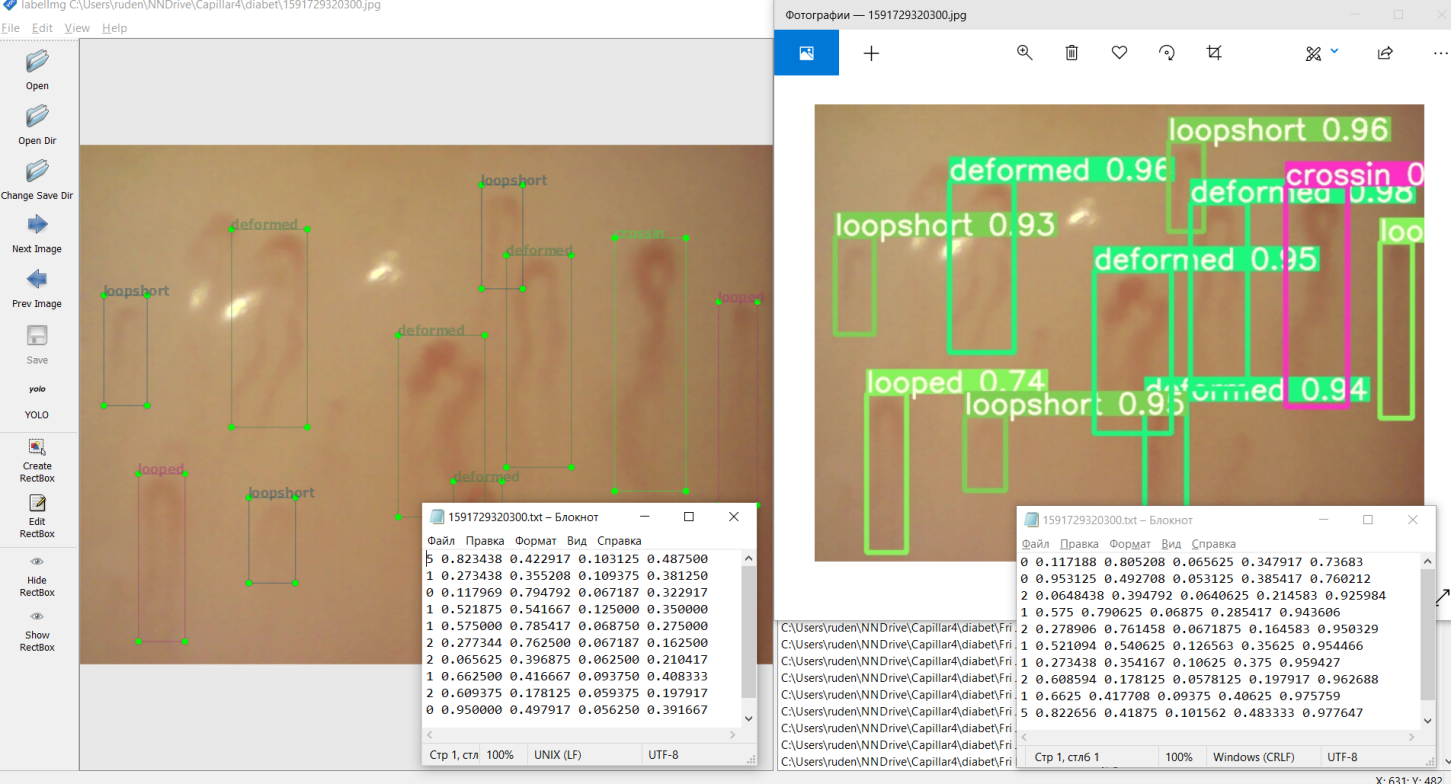 labelImg C:\Users\ruden\NNDrive\Capillar4\diabet\1591729320300.jpg
File Edit View Help
Open
Open Dir
Change Save Dir
Next Image
Prev Image
Save
yolo
YOLO
Create
RectBox
Edit
RectBox
Hide
RectBox
Show
RectBox
loopshort
deformed
deformed
crossin
loopshort
looped
deformed
looped
deformed
loopshort
1591729320300.txt – Блокнот
Файл Правка Формат Вид Справка
5 0.823438 0.422917 0.103125 0.487500
1 0.273438 0.355208 0.109375 0.381250
0 0.117969 0.794792 0.067187 0.322917
1 0.521875 0.541667 0.125000 0.350000
1 0.575000 0.785417 0.068750 0.275000
2 0.277344 0.762500 0.067187 0.162500
2 0.065625 0.396875 0.062500 0.210417
1 0.662500 0.416667 0.093750 0.408333
2 0.609375 0.178125 0.059375 0.197917
0 0.950000 0.497917 0.056250 0.391667
Стр 1, стл 100% UNIX (LF) UTF-8
Фотографии — 1591729320300.jpg
loopshort 0.96
deformed 0.96
crossin 0
deformed 0.98
loopshort 0.93
loo
deformed 0.95
looped 0.74
deformed 0.94
loopshort 0.95
C:\Users\ruden\NNDrive\Capillar4\diabet\Fri
C:\Users\ruden\NNDrive\Capillar4\diabet\Fri
C:\Users\ruden\NNDrive\Capillar4\diabet\Fri
C:\Users\ruden\NNDrive\Capillar4\diabet\Fri
C:\Users\ruden\NNDrive\Capillar4\diabet\Fri
C:\Users\ruden\NNDrive\Capillar4\diabet\Fri
C:\Users\ruden\NNDrive\Capillar4\diabet\Fri
C:\Users\ruden\NNDrive\Capillar4\diabet\Fri
C:\Users\ruden\NNDrive\Capillar4\diabet\Fri
1591729320300.txt – Блокнот
Файл Правка Формат Вид Справка
0 0.117188 0.805208 0.065625 0.347917 0.73683
0 0.953125 0.492708 0.053125 0.385417 0.760212
2 0.0648438 0.394792 0.0640625 0.214583 0.925984
1 0.575 0.790625 0.06875 0.285417 0.943606
2 0.278906 0.761458 0.0671875 0.164583 0.950329
1 0.521094 0.540625 0.126563 0.35625 0.954466
1 0.273438 0.354167 0.10625 0.375 0.959427
2 0.608594 0.178125 0.0578125 0.197917 0.962688
1 0.6625 0.417708 0.09375 0.40625 0.975759
5 0.822656 0.41875 0.101562 0.483333 0.977647
Стр 1, стлб 1 100% Windows (CRLF) UTF-8
X: 631; Y: 482